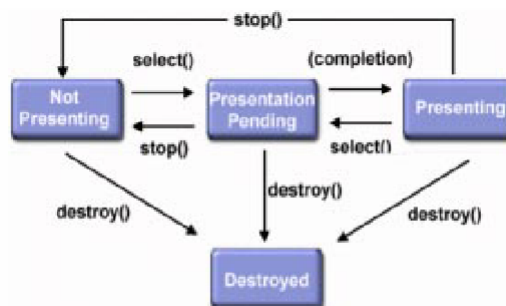 stop()
select()
(completion)
Not
Presenting
Presentation
Pending
Presenting
stop()
select()
destroy()
destroy()
destroy()
Destroyed